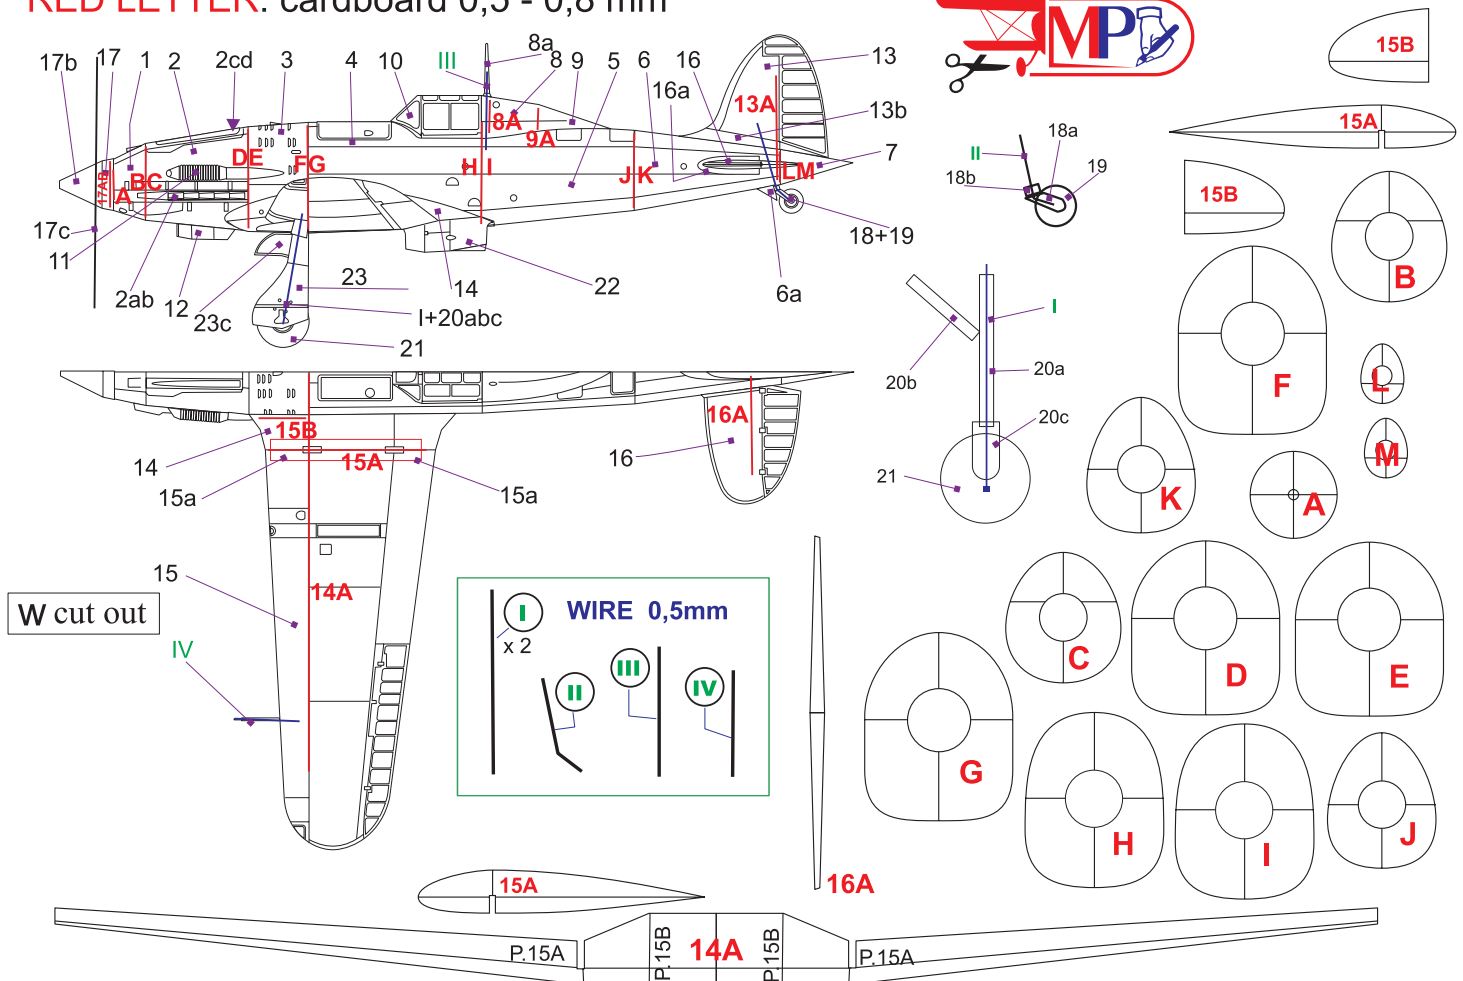 RED LETTER: cardboard 0,5 - 0,8 mm
MP
17b
17
1
2
2cd
3
4
10
III
8a
8
9
5
6
16
16a
13
13A
13b
7
8A
9A
17AB
A
BC
DE
FG
H
I
J
K
LM
17c
11
2ab
12
23c
23
14
I+20abc
21
22
18+19
6a
15B
15A
15B
II
18a
18b
19
B
F
L
M
K
A
I
20b
20a
20c
21
14
15B
15A
15a
15a
16A
16
15
14A
W cut out
IV
I
x 2
WIRE 0,5mm
II
III
IV
C
D
E
G
H
I
J
16A
15A
P.15A
P.15B
14A
P.15B
P.15A